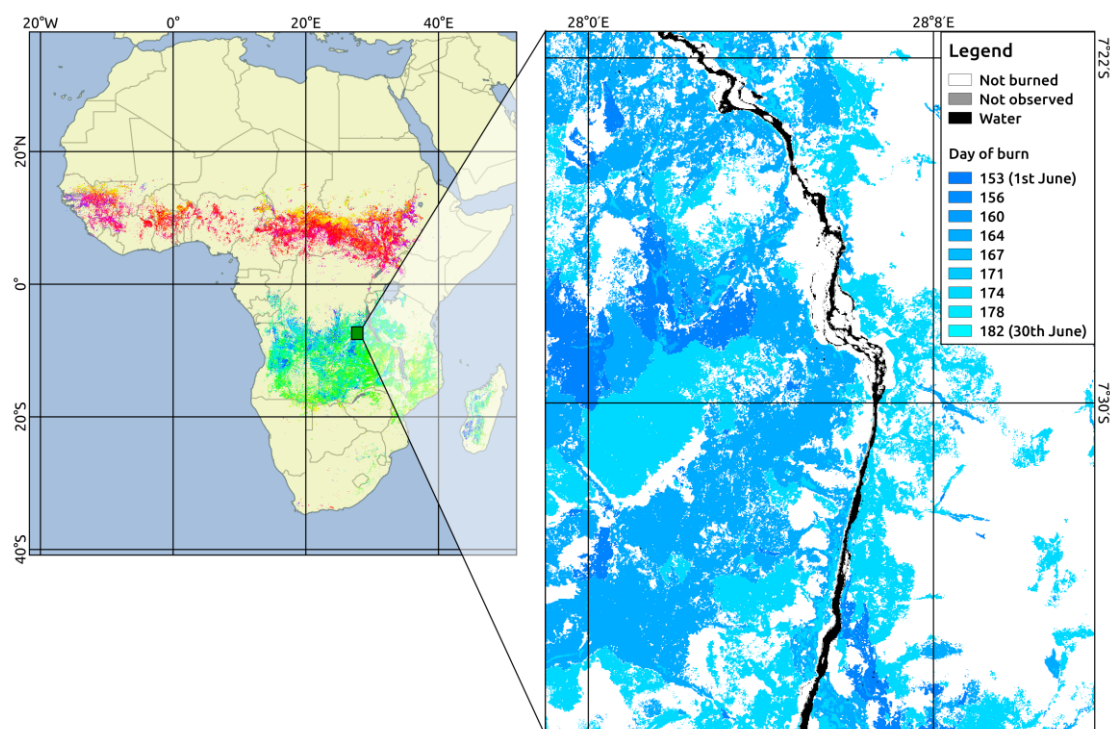 20°W 0° 20°E 40°E
20°N
0°
20°S
40°S
28°0'E 28°8'E
7°22'S
7°30'S
Legend
Not burned
Not observed
Water
Day of burn
153 (1st June)
156
160
164
167
171
174
178
182 (30th June)